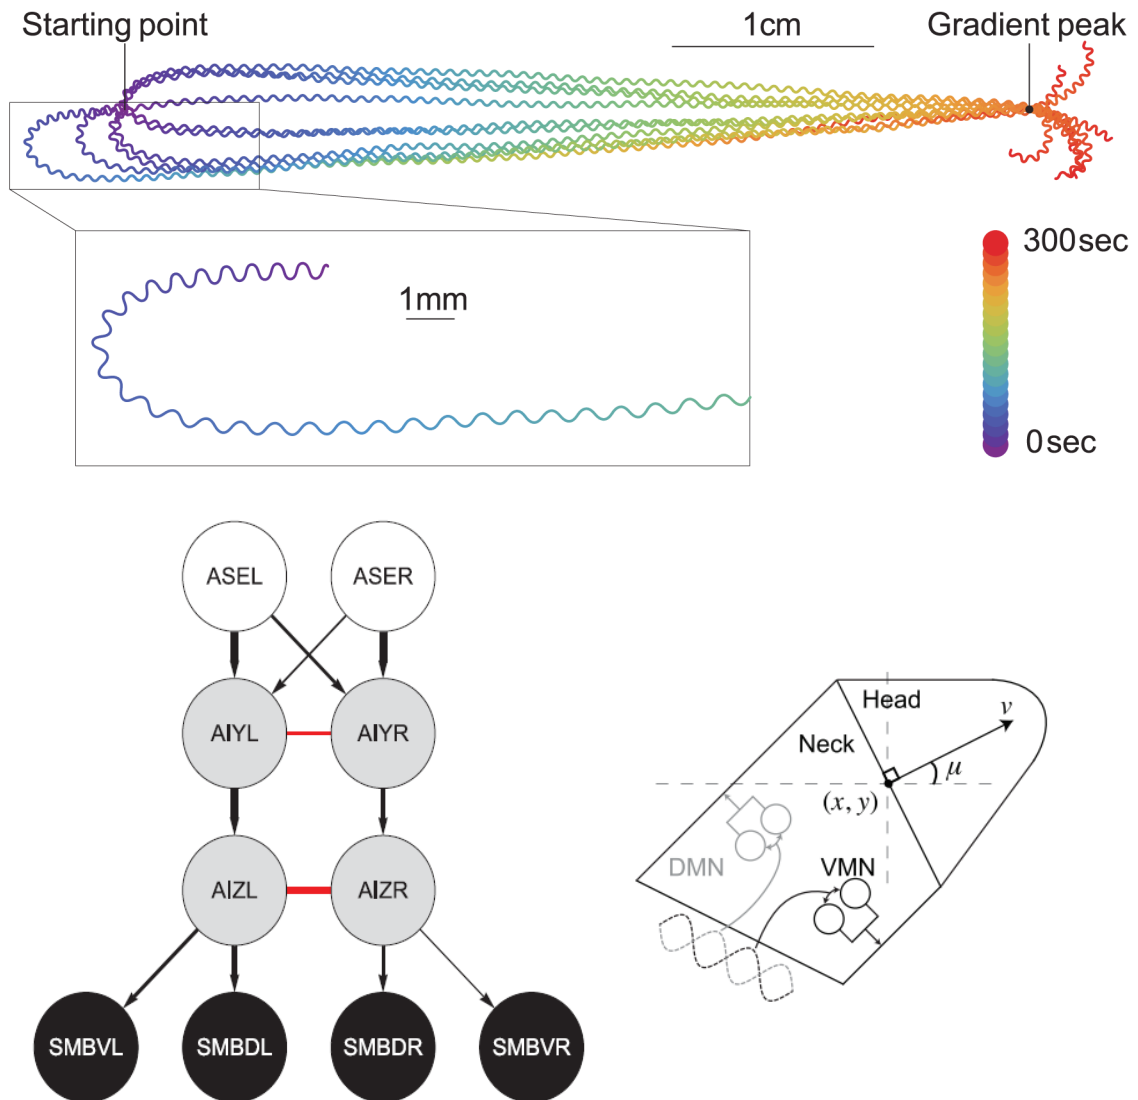 Starting point
1cm
Gradient peak
1mm
300sec
0sec
ASEL
ASER
AIYL
AIYR
AIZL
AIZR
SMBVL
SMBDL
SMBDR
SMBVR
Head
v
Neck
μ
(x, y)
DMN
VMN